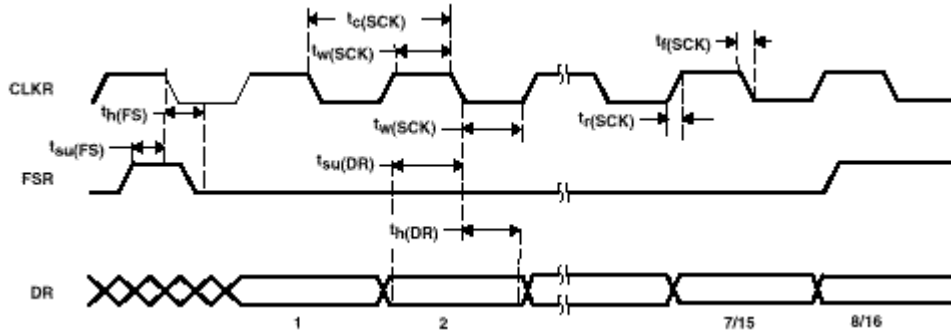 tc(SCK)
tw(SCK)
tf(SCK)
CLKR
th(FS)
tw(SCK)
tr(SCK)
tsu(FS)
tsu(DR)
FSR
th(DR)
DR
1 2 7/15 8/16